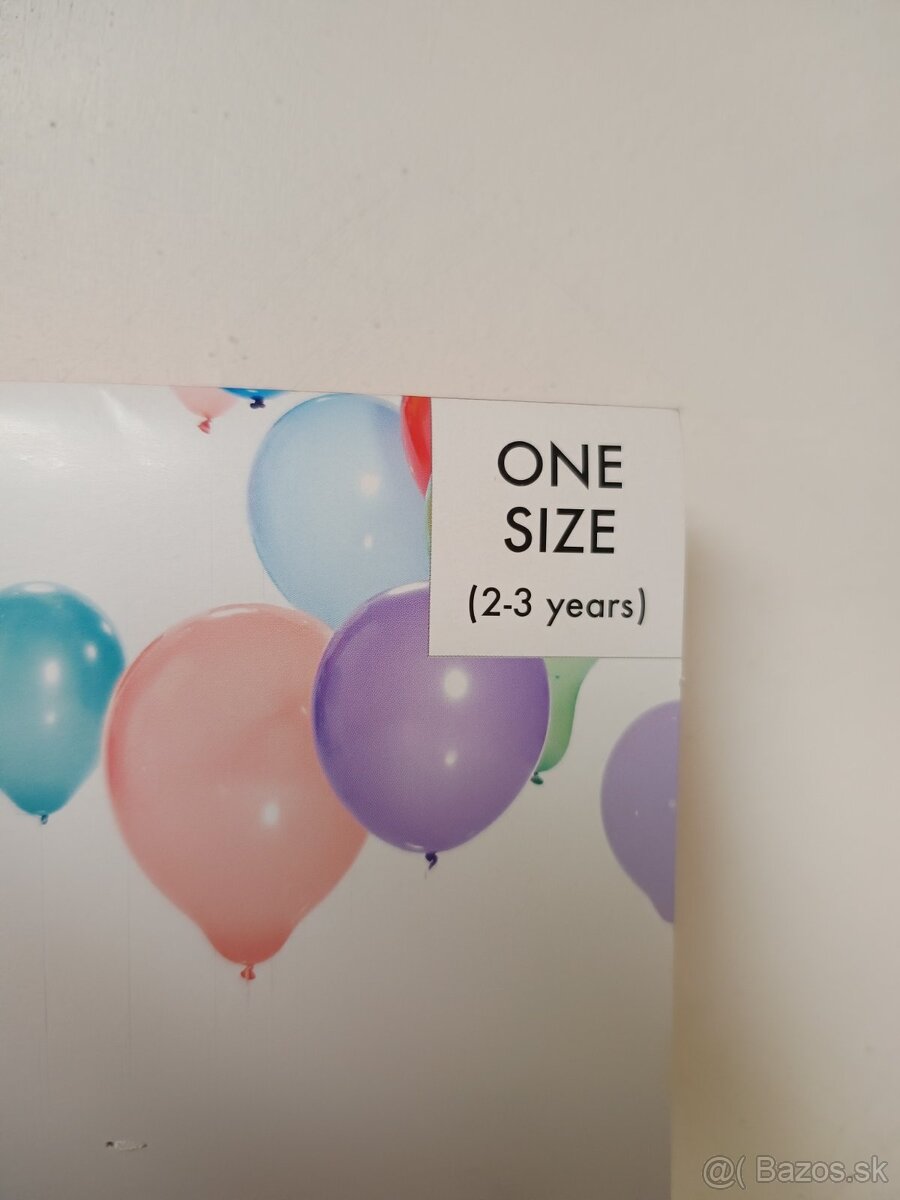 ONE
SIZE
(2-3 years)
@( Bazos.sk